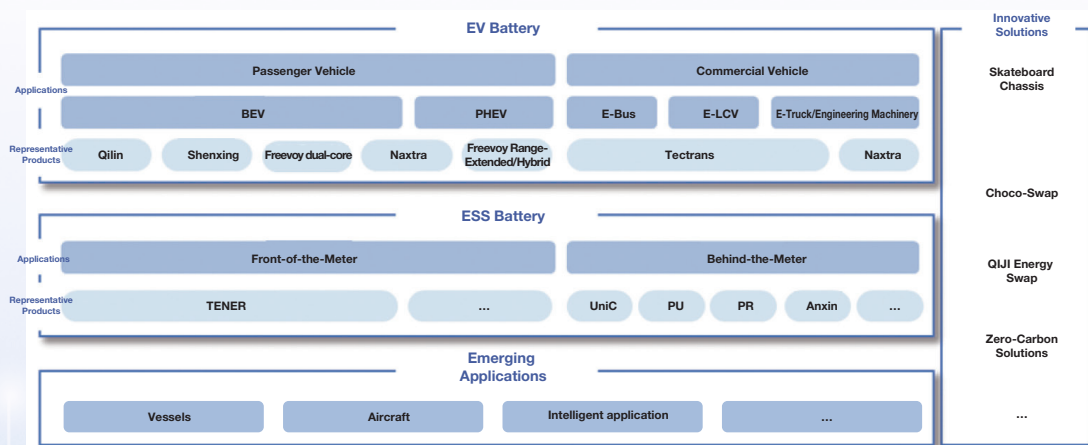 EV Battery
Applications
Passenger Vehicle
Commercial Vehicle
BEV
PHEV
E-Bus
E-LCV
E-Truck/Engineering Machinery
Representative
Products
Qilin
Shenxing
Freevoy dual-core
Naxtra
Freevoy Range-
Extended/Hybrid
Tectrans
Naxtra
ESS Battery
Applications
Front-of-the-Meter
Behind-the-Meter
Representative
Products
TENER
...
UniC
PU
PR
Anxin
...
Emerging
Applications
Vessels
Aircraft
Intelligent application
...
Innovative
Solutions
Skateboard
Chassis
Choco-Swap
QIJI Energy
Swap
Zero-Carbon
Solutions
...